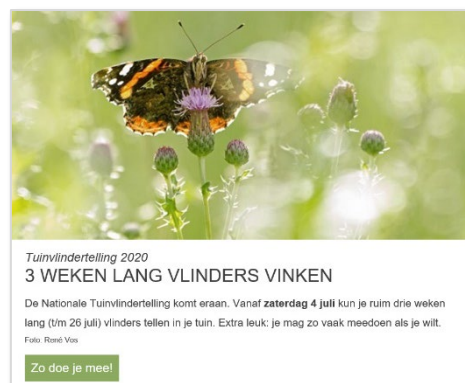 Tuinvlindertelling 2020
3 WEKEN LANG VLINDERS VINKEN
De Nationale Tuinvlindertelling komt eraan. Vanaf zaterdag 4 juli kun je ruim drie weken
lang (t/m 26 juli) vlinders tellen in je tuin. Extra leuk: je mag zo vaak meedoen als je wilt.
Foto: René Vos
Zo doe je mee!